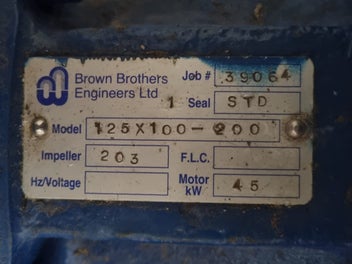 Brown Brothers Engineers Ltd
Job # 39064
1 Seal STD
Model 125X100-200
Impeller 203 F.L.C.
Hz/Voltage Motor kW 45